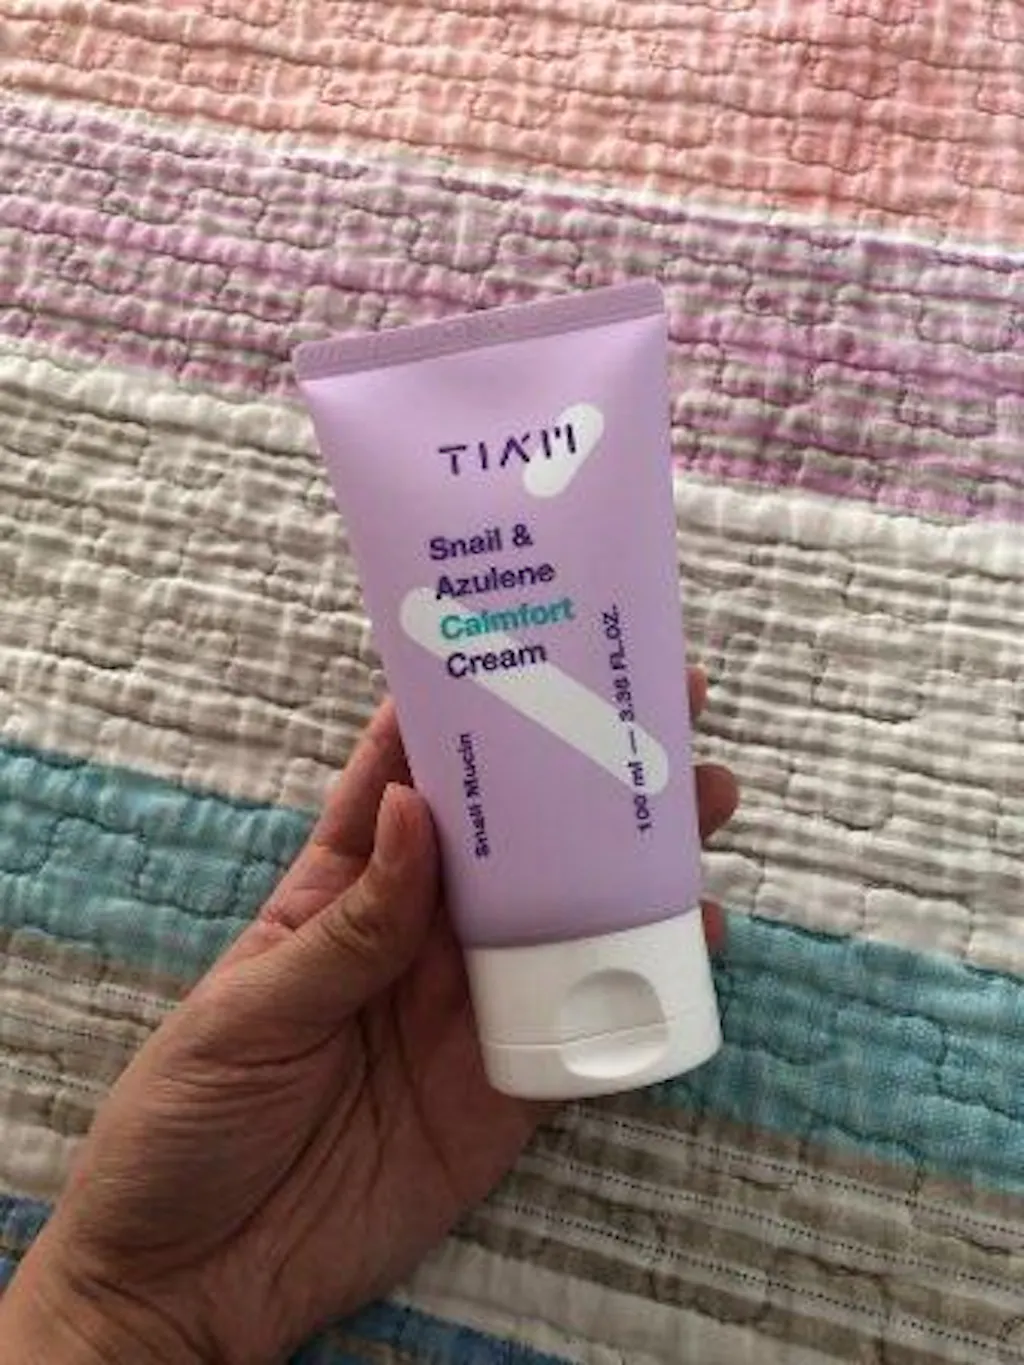 TIA'M
Snail &
Azulene
Calmfort
Cream
Snail Mucin
100 ml — 3.38 FL.OZ.